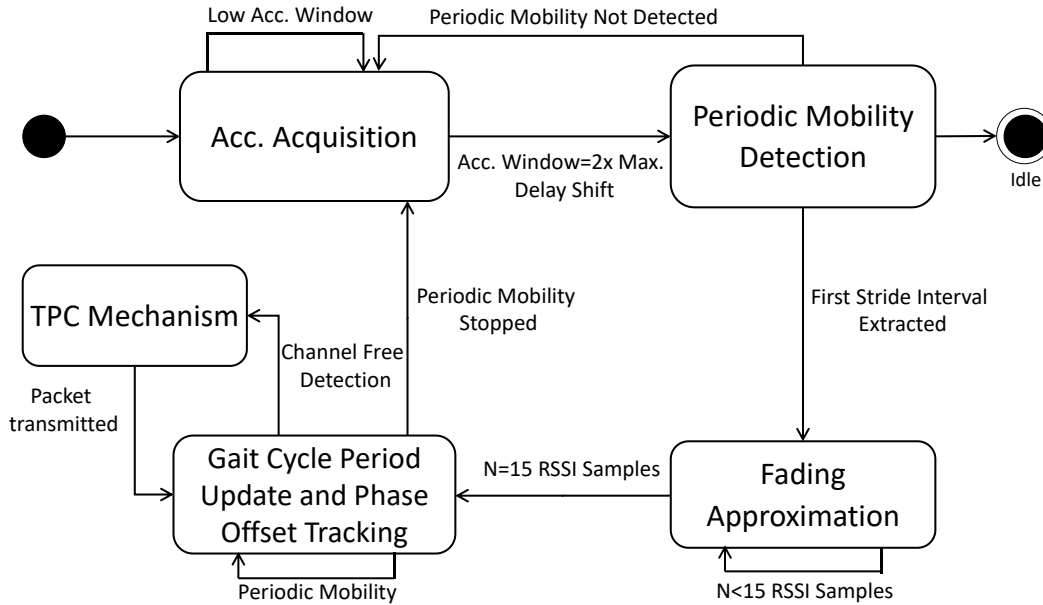 Low Acc. Window
Periodic Mobility Not Detected
Acc. Acquisition
Periodic Mobility
Detection
Acc. Window=2x Max.
Delay Shift
Idle
TPC Mechanism
Periodic Mobility
Stopped
First Stride Interval
Extracted
Channel Free
Detection
Packet
transmitted
Gait Cycle Period
Update and Phase
Offset Tracking
N=15 RSSI Samples
Fading
Approximation
Periodic Mobility
N<15 RSSI Samples